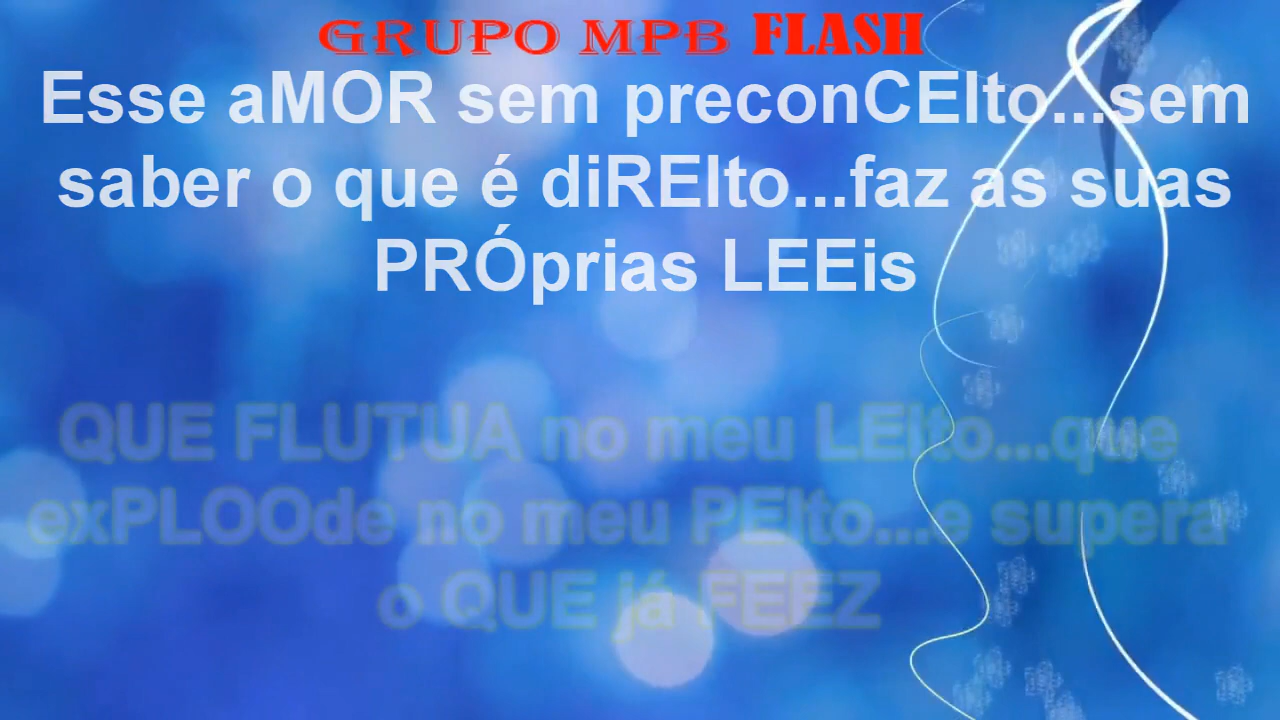 GRUPO MPB FLASH
Esse aMOR sem preconCEIto...sem
saber o que é diREIto...faz as suas
PRÓprias LEEis
QUE FLUTUA no meu LEito...que
exPLOOde no meu PEIto...e supera
o QUE já FEEZ